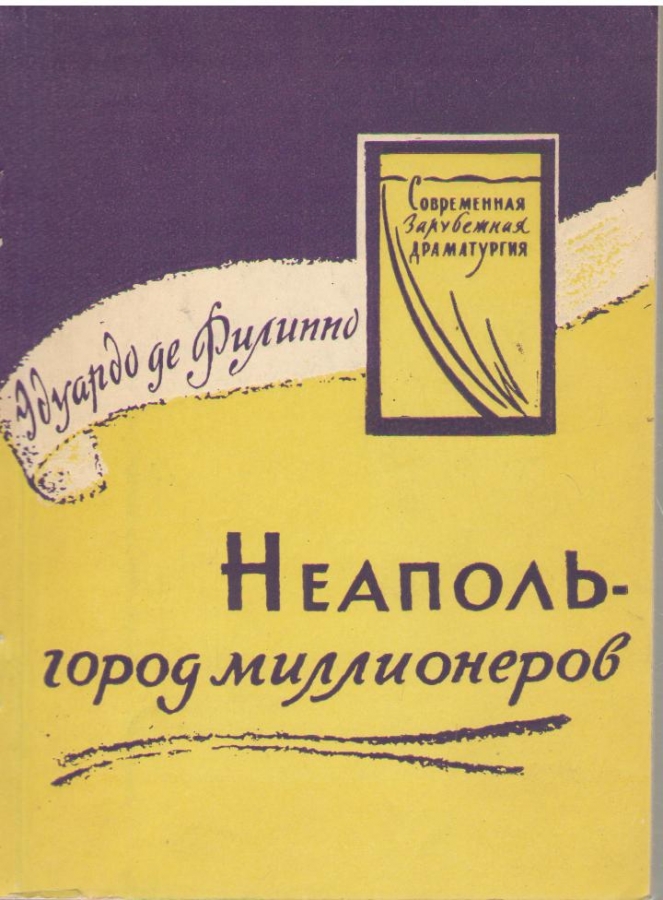 Современная
Зарубежная
драматургия
Эдуардо де Филиппо
Неаполь-
город миллионеров